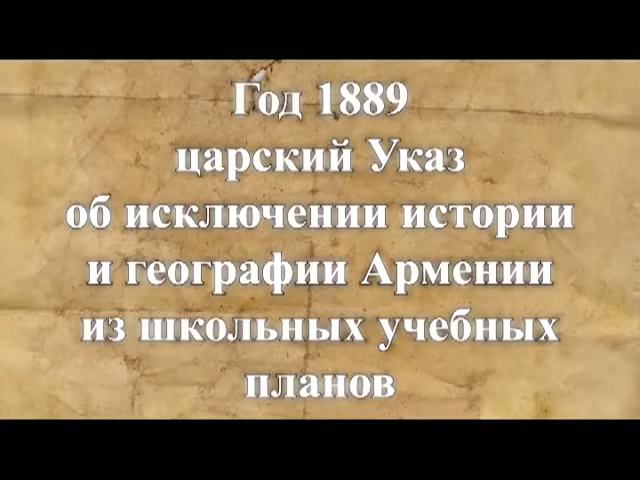 Год 1889
царский Указ
об исключении истории
и географии Армении
из школьных учебных
планов